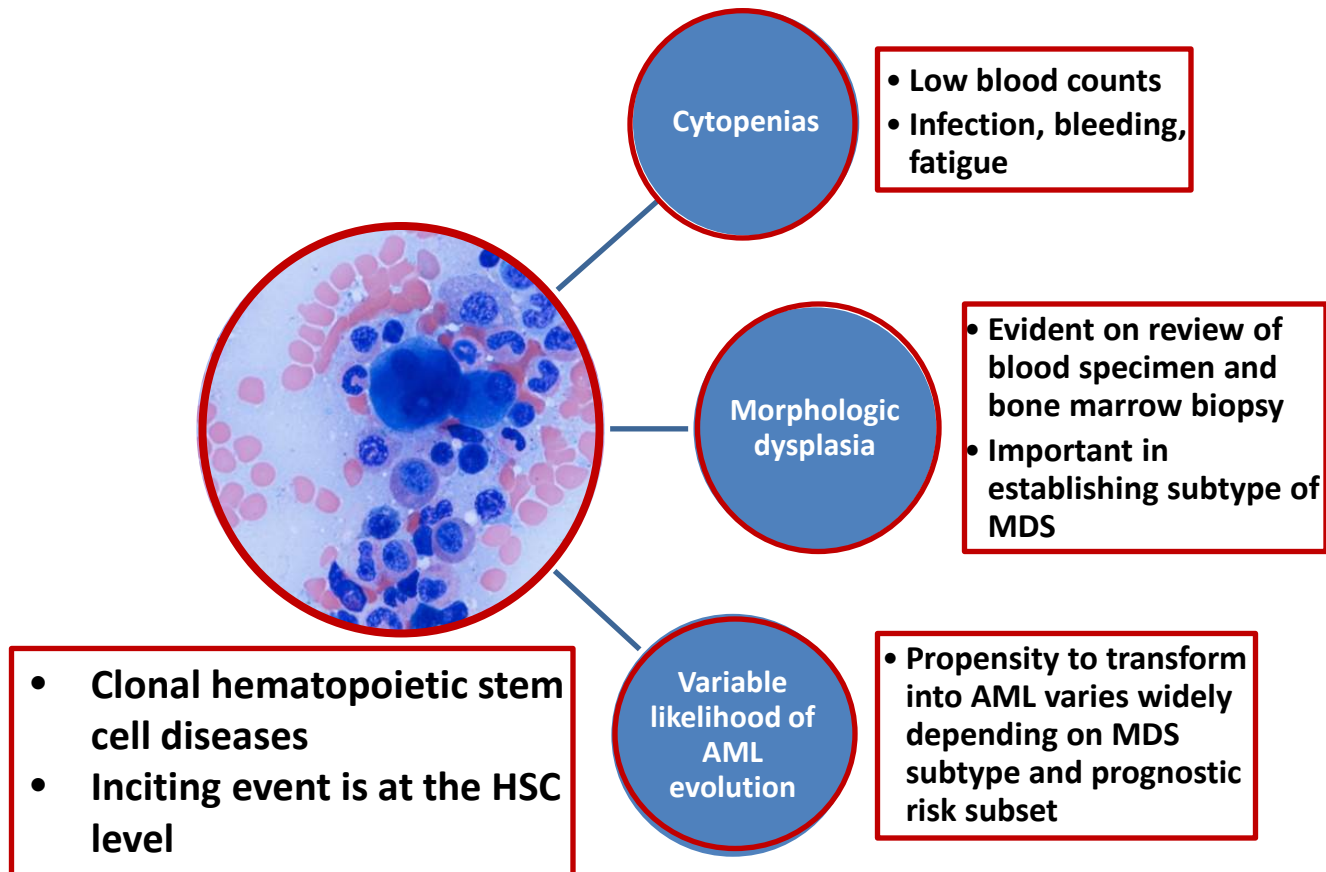 Cytopenias
• Low blood counts
• Infection, bleeding,
fatigue
Morphologic
dysplasia
• Evident on review of
blood specimen and
bone marrow biopsy
• Important in
establishing subtype of
MDS
Variable
likelihood of
AML
evolution
• Propensity to transform
into AML varies widely
depending on MDS
subtype and prognostic
risk subset
• Clonal hematopoietic stem
cell diseases
• Inciting event is at the HSC
level